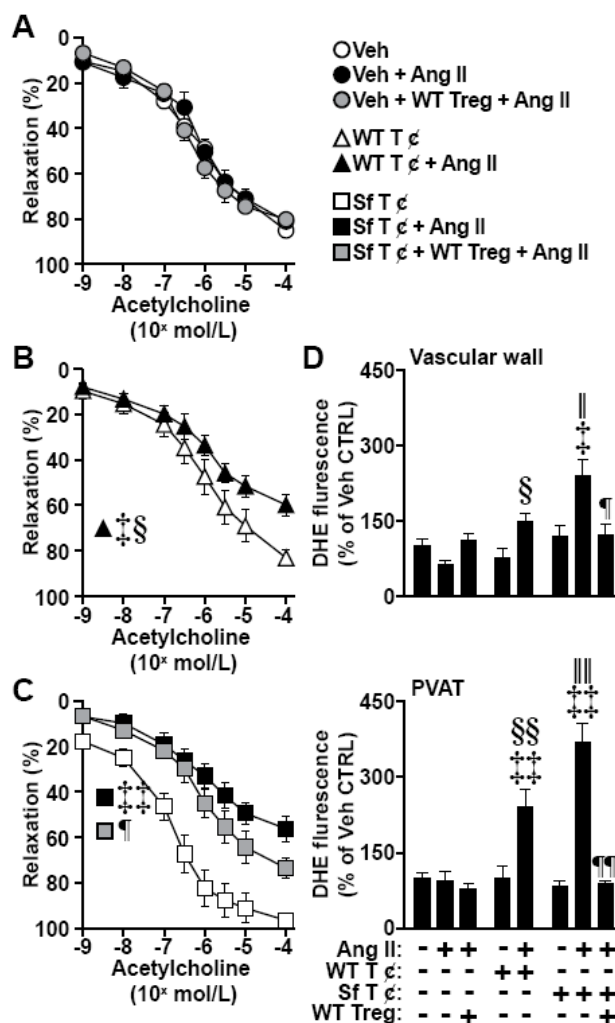 A
Relaxation (%)
0
20
40
60
80
100
-9 -8 -7 -6 -5 -4
Acetylcholine
(10ˣ mol/L)
Veh
Veh + Ang II
Veh + WT Treg + Ang II
WT T ȼ
WT T ȼ + Ang II
Sf T ȼ
Sf T ȼ + Ang II
Sf T ȼ + WT Treg + Ang II
B
Relaxation (%)
0
20
40
60
80
100
▲‡§
-9 -8 -7 -6 -5 -4
Acetylcholine
(10ˣ mol/L)
C
Relaxation (%)
0
20
40
60
80
100
‡‡
¶
-9 -8 -7 -6 -5 -4
Acetylcholine
(10ˣ mol/L)
D
Vascular wall
DHE flurescence
(% of Veh CTRL)
450
300
150
0
§
‖
‡
¶
PVAT
DHE flurescence
(% of Veh CTRL)
450
300
150
0
§§
‡‡
‖‖
‡‡
¶¶
Ang II: - + + - + - + +
WT T ȼ: - - - + + - - -
Sf T ȼ: - - - - - + + +
WT Treg: - - + - - - - +